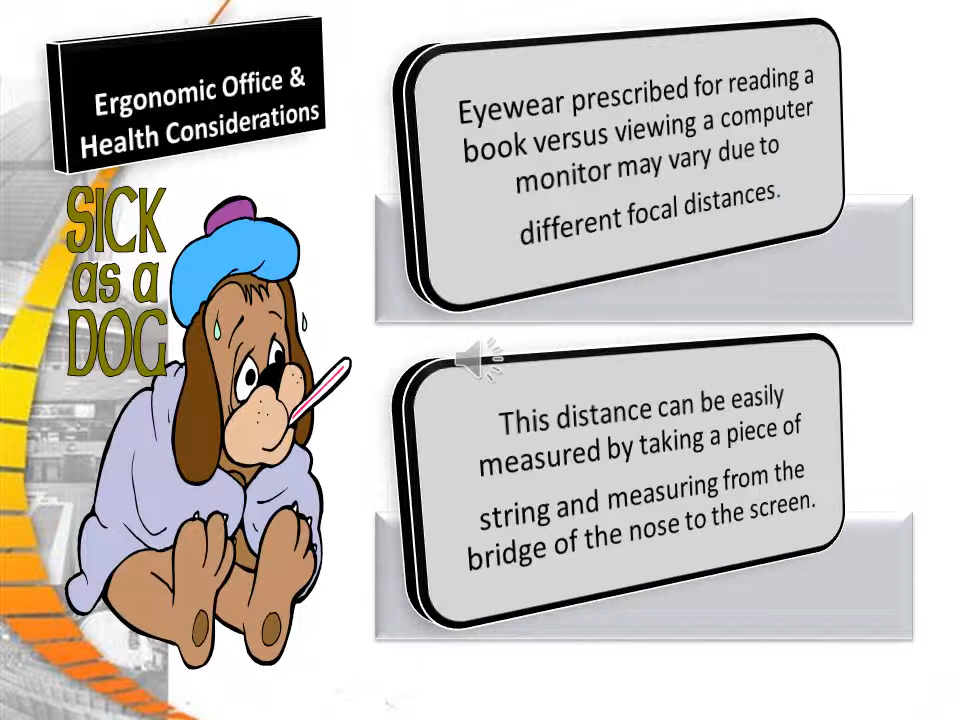 Ergonomic Office &
Health Considerations
SICK
as a
DOG
Eyewear prescribed for reading a
book versus viewing a computer
monitor may vary due to
different focal distances.
This distance can be easily
measured by taking a piece of
string and measuring from the
bridge of the nose to the screen.